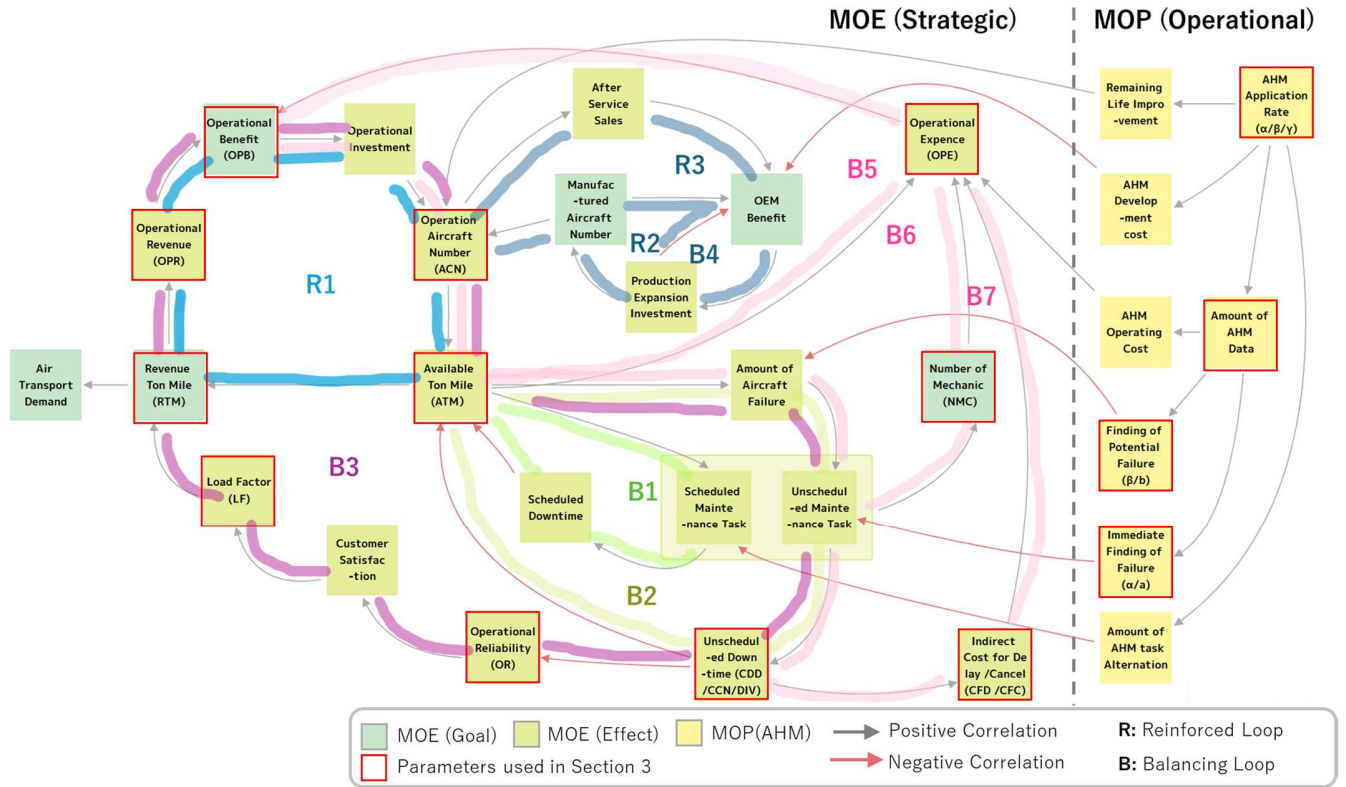 MOE (Strategic)
MOP (Operational)
After
Service
Sales
Remaining
Life Impro
-vement
AHM
Application
Rate
(α/β/γ)
Operational
Benefit
(OPB)
Operational
Investment
Operational
Expence
(OPE)
R3
B5
Manufac
-tured
Aircraft
Number
OEM
Benefit
AHM
Develop
-ment
cost
Operational
Revenue
(OPR)
Operation
Aircraft
Number
(ACN)
R2
B4
B6
R1
Production
Expansion
Investment
B7
AHM
Operating
Cost
Amount of
AHM
Data
Air
Transport
Demand
Revenue
Ton Mile
(RTM)
Available
Ton Mile
(ATM)
Amount of
Aircraft
Failure
Number of
Mechanic
(NMC)
Finding of
Potential
Failure
(β/b)
B3
Load Factor
(LF)
Scheduled
Downtime
B1
Scheduled
Mainte
-nance Task
Unschedul
-ed Mainte
-nance Task
Customer
Satisfac
-tion
Immediate
Finding of
Failure
(α/a)
B2
Operational
Reliability
(OR)
Unschedul
-ed Down
-time (CDD
/CCN/DIV)
Indirect
Cost for De
lay /Cancel
(CFD /CFC)
Amount of
AHM task
Alternation
MOE (Goal)
MOE (Effect)
MOP(AHM)
Positive Correlation
R: Reinforced Loop
Parameters used in Section 3
Negative Correlation
B: Balancing Loop